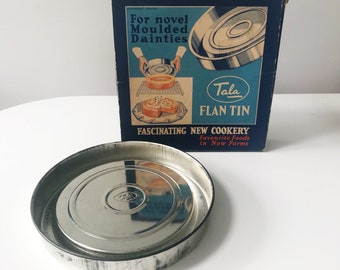 For novel
Moulded
Dainties
Tala
FLAN TIN
FASCINATING NEW COOKERY
Favourite Foods
in New Forms